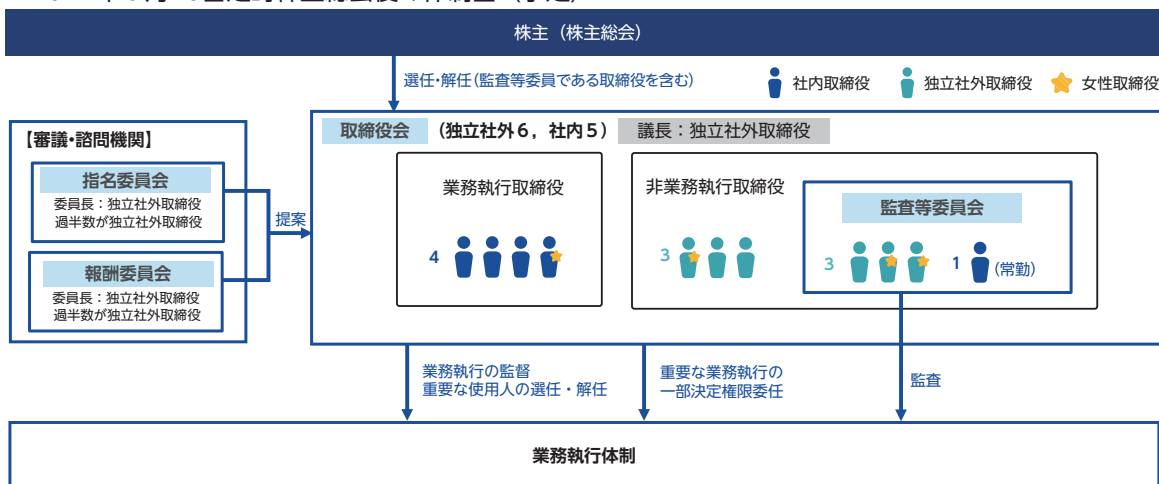 株主（株主総会）
選任・解任（監査等委員である取締役を含む）
社内取締役
独立社外取締役
女性取締役
【審議・諮問機関】
指名委員会
委員長：独立社外取締役
過半数が独立社外取締役
報酬委員会
委員長：独立社外取締役
過半数が独立社外取締役
提案
取締役会 （独立社外6，社内5） 議長：独立社外取締役
業務執行取締役
4
非業務執行取締役
3
監査等委員会
3
1 (常勤)
業務執行の監督
重要な使用人の選任・解任
重要な業務執行の
一部決定権限委任
監査
業務執行体制